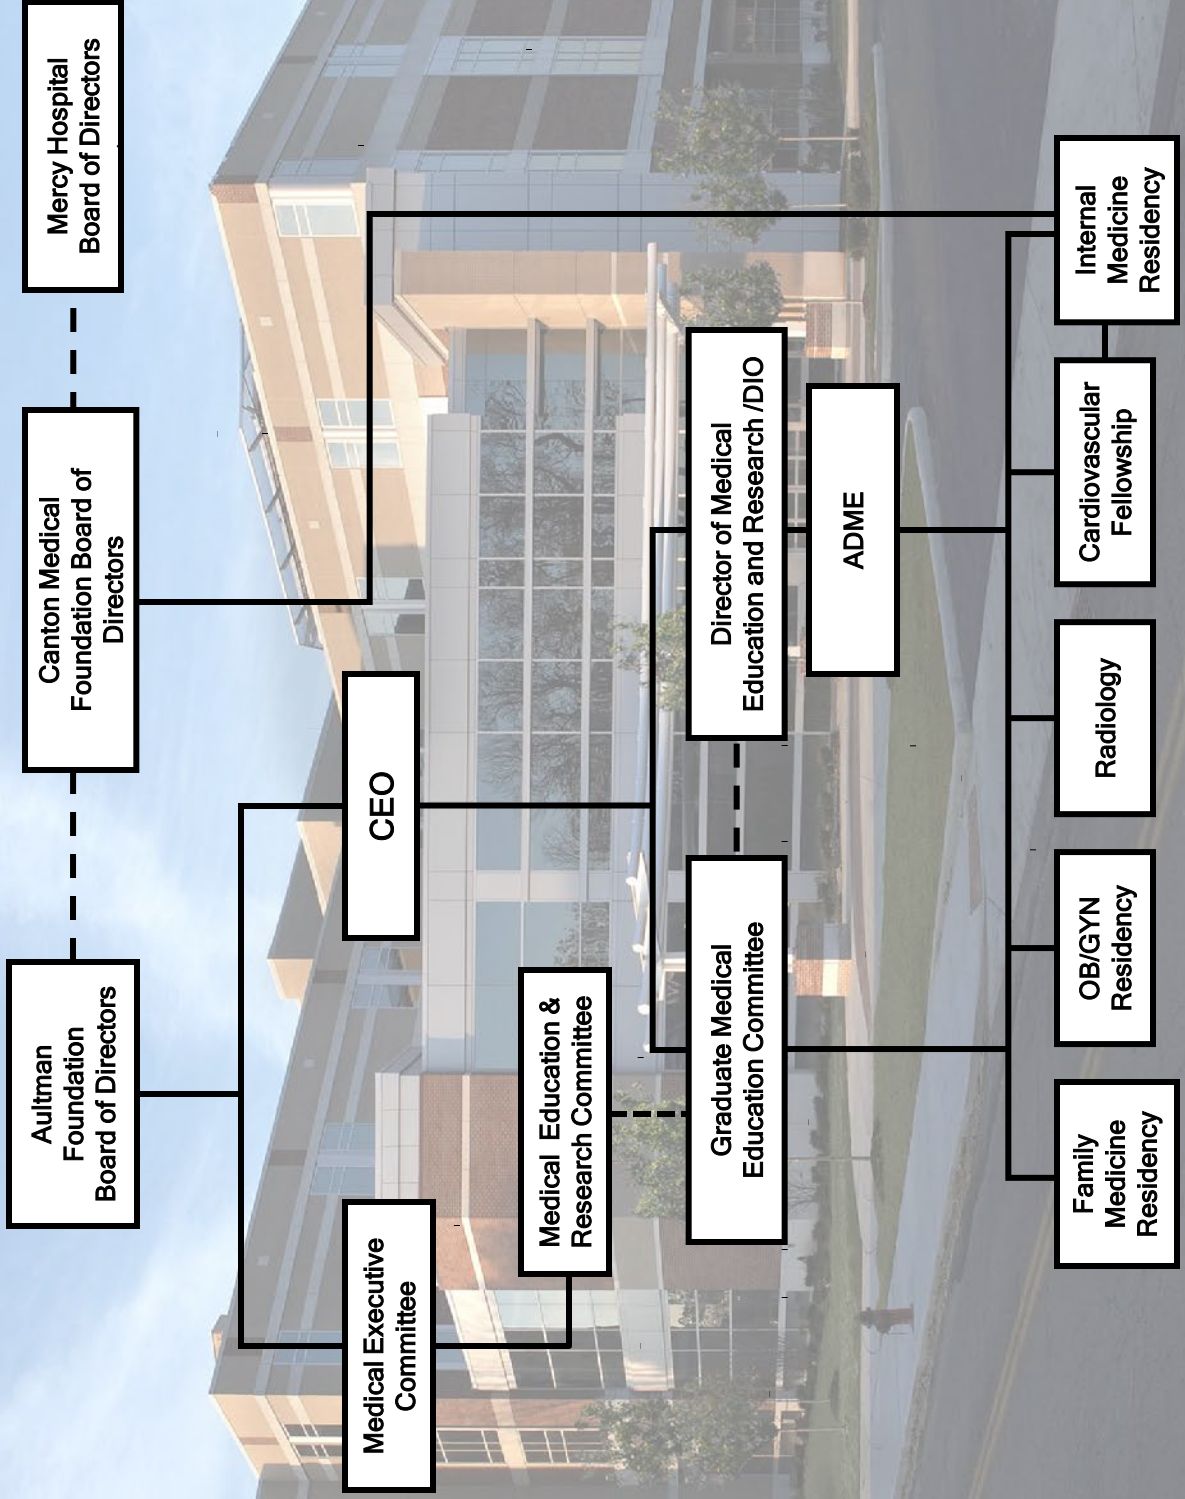 Aultman
Foundation
Board of Directors
Canton Medical
Foundation Board of
Directors
Mercy Hospital
Board of Directors
Medical Executive
Committee
CEO
Medical Education &
Research Committee
Graduate Medical
Education Committee
Director of Medical
Education and Research /DIO
ADME
Family
Medicine
Residency
OB/GYN
Residency
Radiology
Cardiovascular
Fellowship
Internal
Medicine
Residency